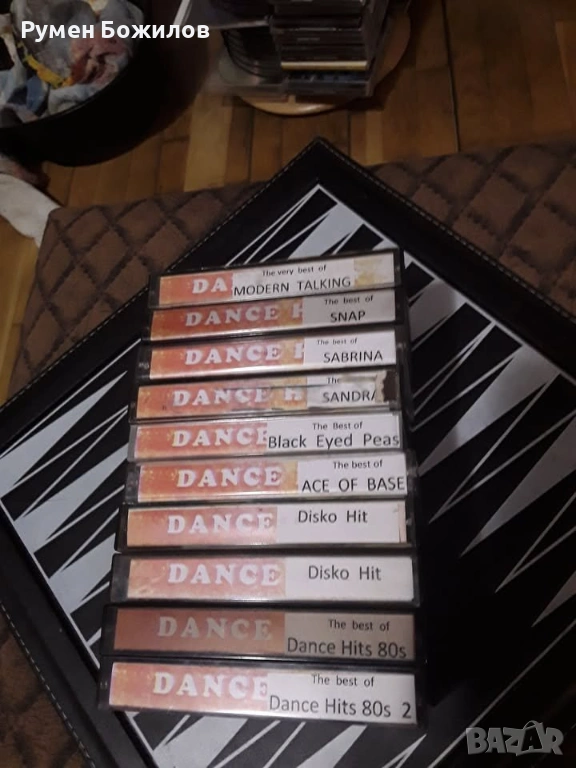 Румен Божилов
The very best of
DA MODERN TALKING
The best of
DANCE H SNAP
The best of
DANCE H SABRINA
The
DANCE H SANDRA
The Best of
DANCE Black Eyed Peas
The best of
DANCE ACE OF BASE
DANCE Disko Hit
DANCE Disko Hit
The best of
DANCE Dance Hits 80s
The best of
DANCE Dance Hits 80s 2
BAZAR